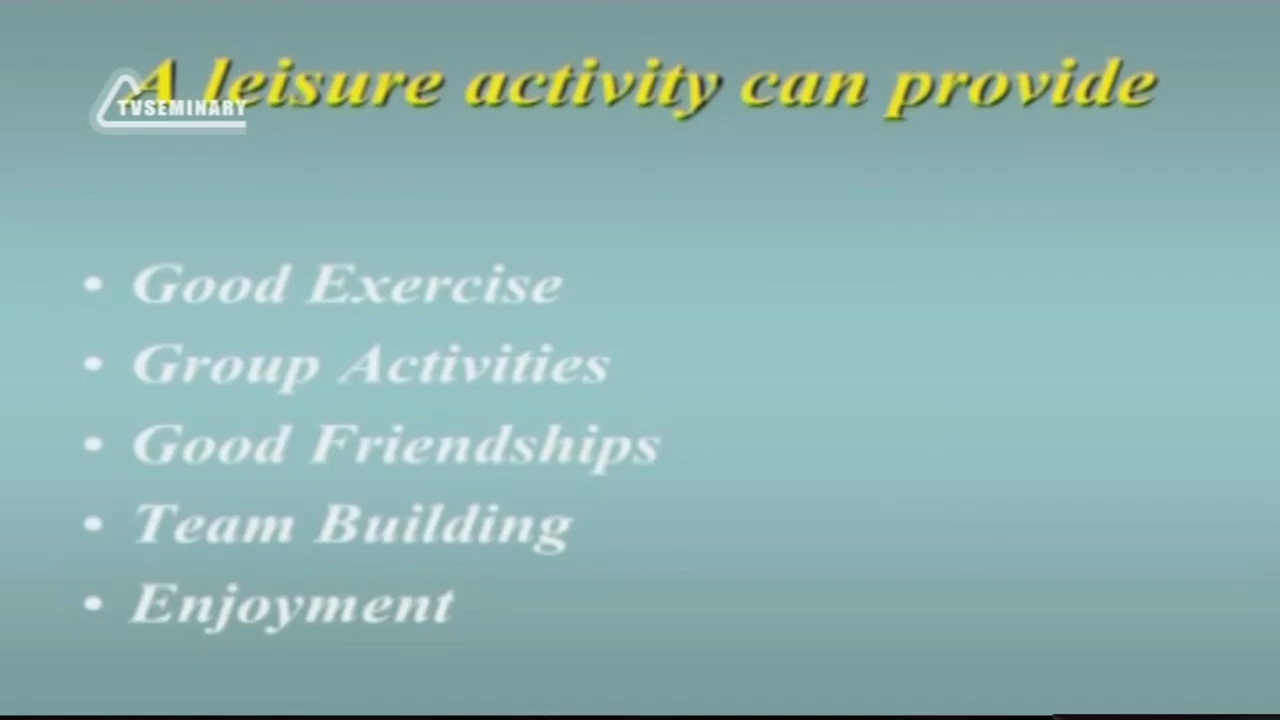 A leisure activity can provide
TVSEMINARY
• Good Exercise
• Group Activities
• Good Friendships
• Team Building
• Enjoyment